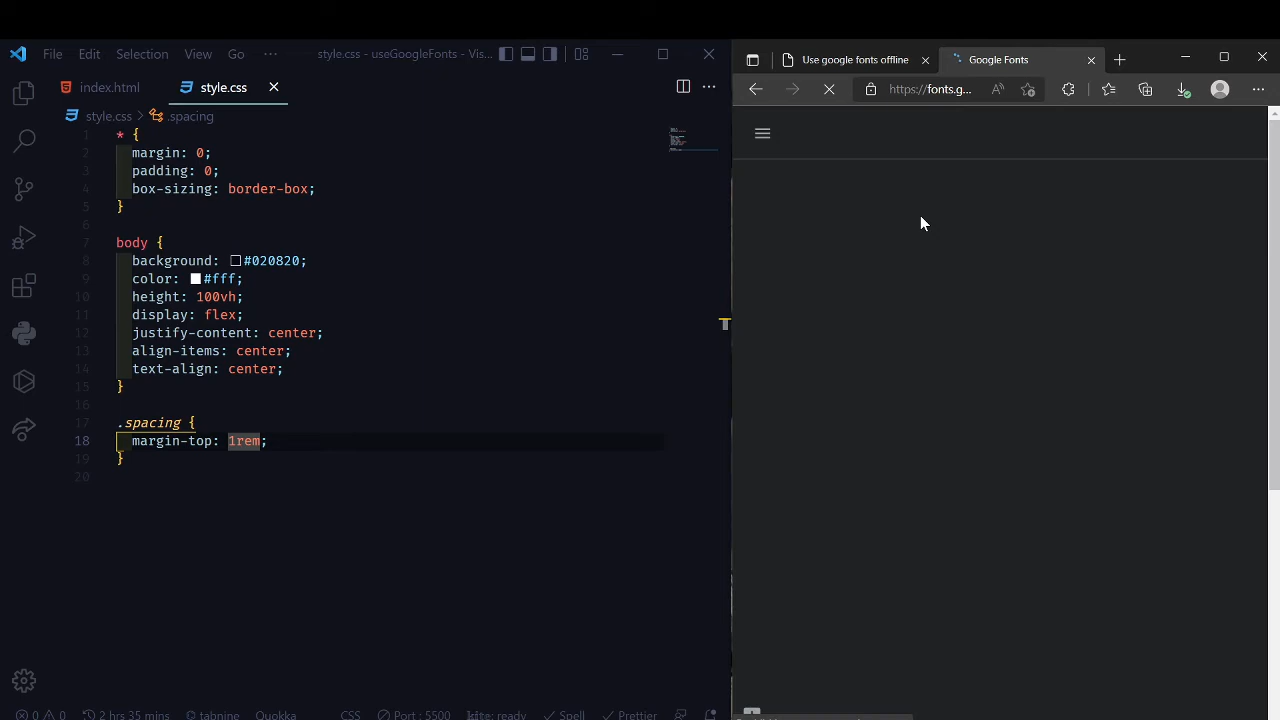 File Edit Selection View Go ··· style.css - useGoogleFonts - Vis...
index.html style.css
style.css > .spacing
1 * {
2 margin: 0;
3 padding: 0;
4 box-sizing: border-box;
5 }
6
7 body {
8 background: #020820;
9 color: #fff;
10 height: 100vh;
11 display: flex;
12 justify-content: center;
13 align-items: center;
14 text-align: center;
15 }
16
17 .spacing {
18 margin-top: 1rem;
19 }
20
0 0 2 hrs 35 mins tabnine Quokka CSS Port : 5500 kite: ready Spell Prettier
Use google fonts offline Google Fonts
https://fonts.g...